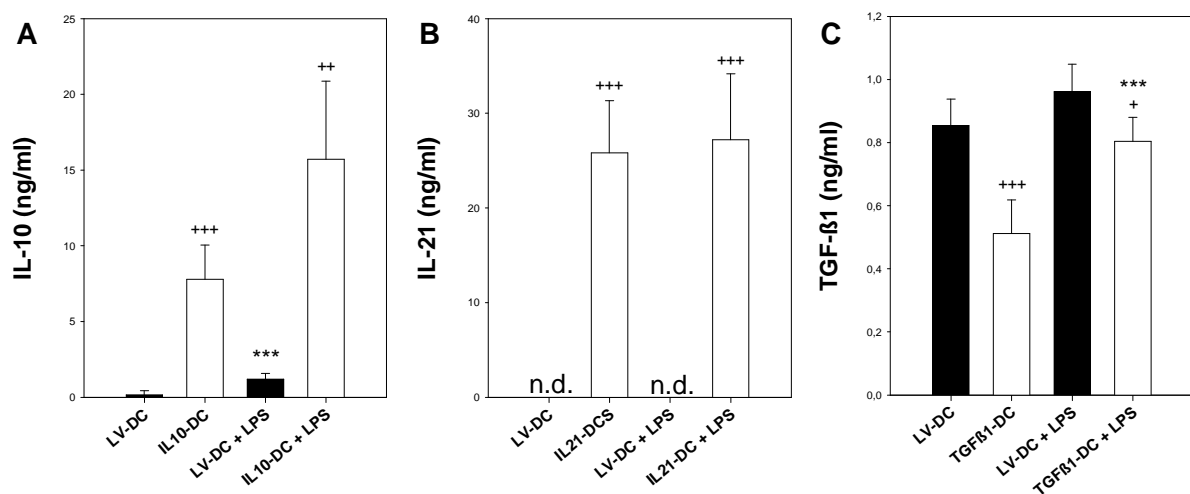 A
IL-10 (ng/ml)
25
20
15
10
5
0
+++
***
++
LV-DC
IL10-DC
LV-DC + LPS
IL10-DC + LPS
B
IL-21 (ng/ml)
40
30
20
10
0
n.d.
+++
n.d.
+++
LV-DC
IL21-DCS
LV-DC + LPS
IL21-DC + LPS
C
TGF-ß1 (ng/ml)
1,2
1,0
0,8
0,6
0,4
0,2
0,0
+++
***
+
LV-DC
TGFß1-DC
LV-DC + LPS
TGFß1-DC + LPS